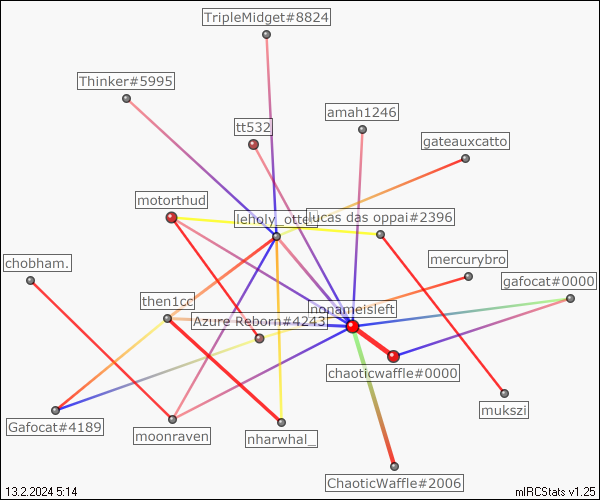 TripleMidget#8824
Thinker#5995
amah1246
tt532
gateauxcatto
motorthud
leholy_otter
lucas das oppai#2396
chobham.
mercurybro
gafocat#0000
then1cc
nonameisleft
Azure Reborn#4243
chaoticwaffle#0000
mukszi
Gafocat#4189
moonraven
nharwhal_
ChaoticWaffle#2006
13.2.2024 5:14
mIRCStats v1.25